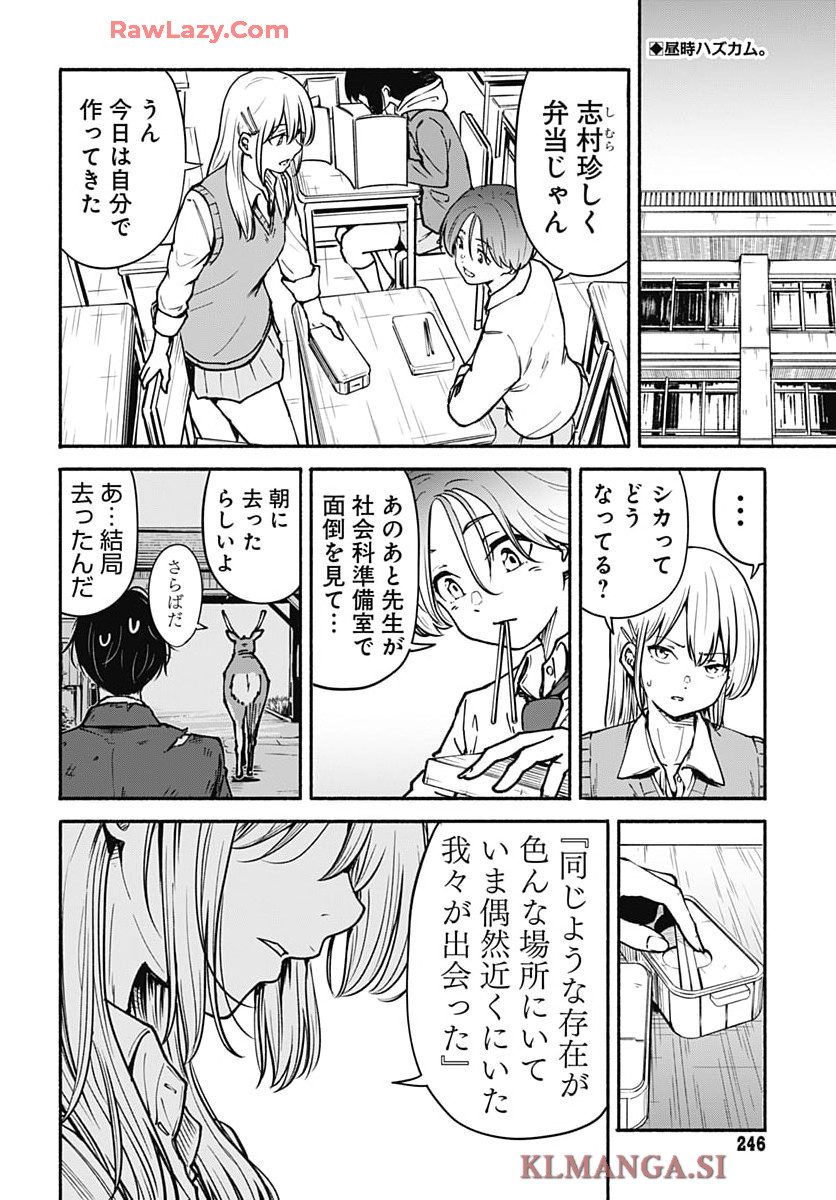 RawLazy.Com
◆昼時ハズカム。
志村珍しく
しむら
弁当じゃん
うん
今日は自分で
作ってきた
…
シカって
どう
なってる?
あのあと先生が
社会科準備室で
面倒を見て…
朝に
去った
らしいよ
さらばだ
あ…結局
去ったんだ
『同じような存在が
色んな場所にいて
いま偶然近くにいた
我々が出会った』
246
KLMANGA.SI